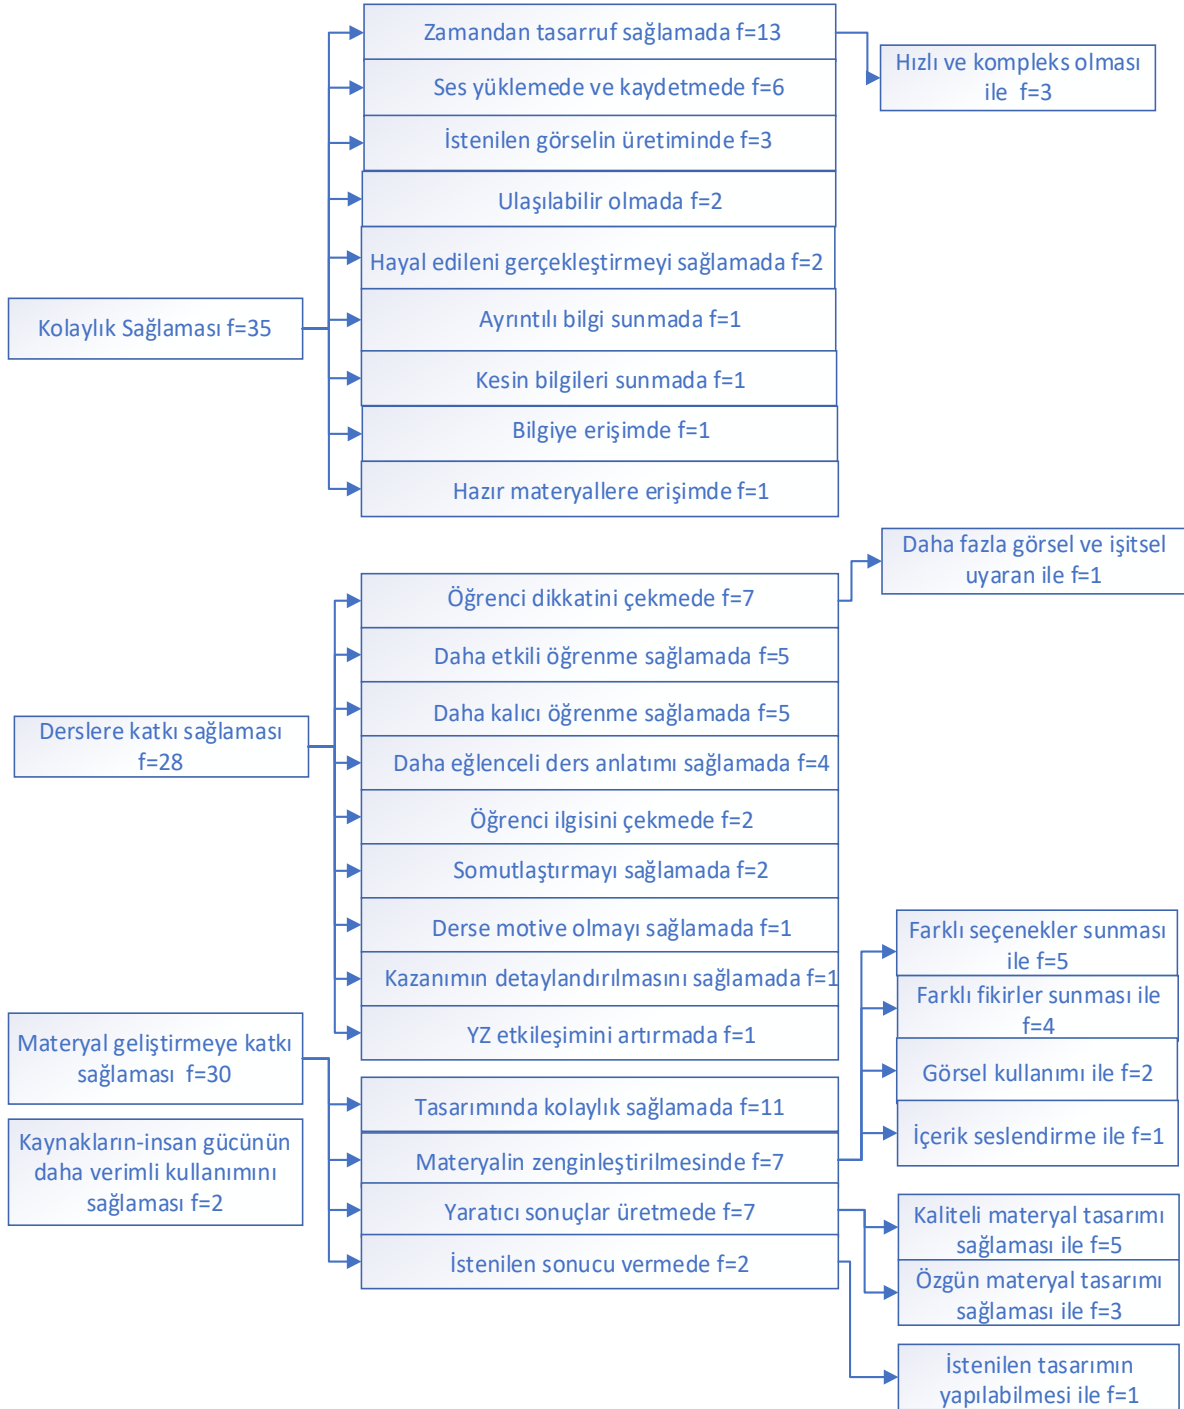 Kolaylık Sağlaması f=35
Zamandan tasarruf sağlamada f=13
Hızlı ve kompleks olması
ile f=3
Ses yüklemede ve kaydetmede f=6
İstenilen görselin üretiminde f=3
Ulaşılabilir olmada f=2
Hayal edileni gerçekleştirmeyi sağlamada f=2
Ayrıntılı bilgi sunmada f=1
Kesin bilgileri sunmada f=1
Bilgiye erişimde f=1
Hazır materyallere erişimde f=1
Derslere katkı sağlaması
f=28
Öğrenci dikkatini çekmede f=7
Daha fazla görsel ve işitsel
uyaran ile f=1
Daha etkili öğrenme sağlamada f=5
Daha kalıcı öğrenme sağlamada f=5
Daha eğlenceli ders anlatımı sağlamada f=4
Öğrenci ilgisini çekmede f=2
Somutlaştırmayı sağlamada f=2
Derse motive olmayı sağlamada f=1
Kazanımın detaylandırılmasını sağlamada f=1
YZ etkileşimini artırmada f=1
Materyal geliştirmeye katkı
sağlaması f=30
Tasarımında kolaylık sağlamada f=11
Materyalin zenginleştirilmesinde f=7
Farklı seçenekler sunması
ile f=5
Farklı fikirler sunması ile
f=4
Görsel kullanımı ile f=2
İçerik seslendirme ile f=1
Yaratıcı sonuçlar üretmede f=7
Kaliteli materyal tasarımı
sağlaması ile f=5
Özgün materyal tasarımı
sağlaması ile f=3
İstenilen sonucu vermede f=2
İstenilen tasarımın
yapılabilmesi ile f=1
Kaynakların-insan gücünün
daha verimli kullanımını
sağlaması f=2